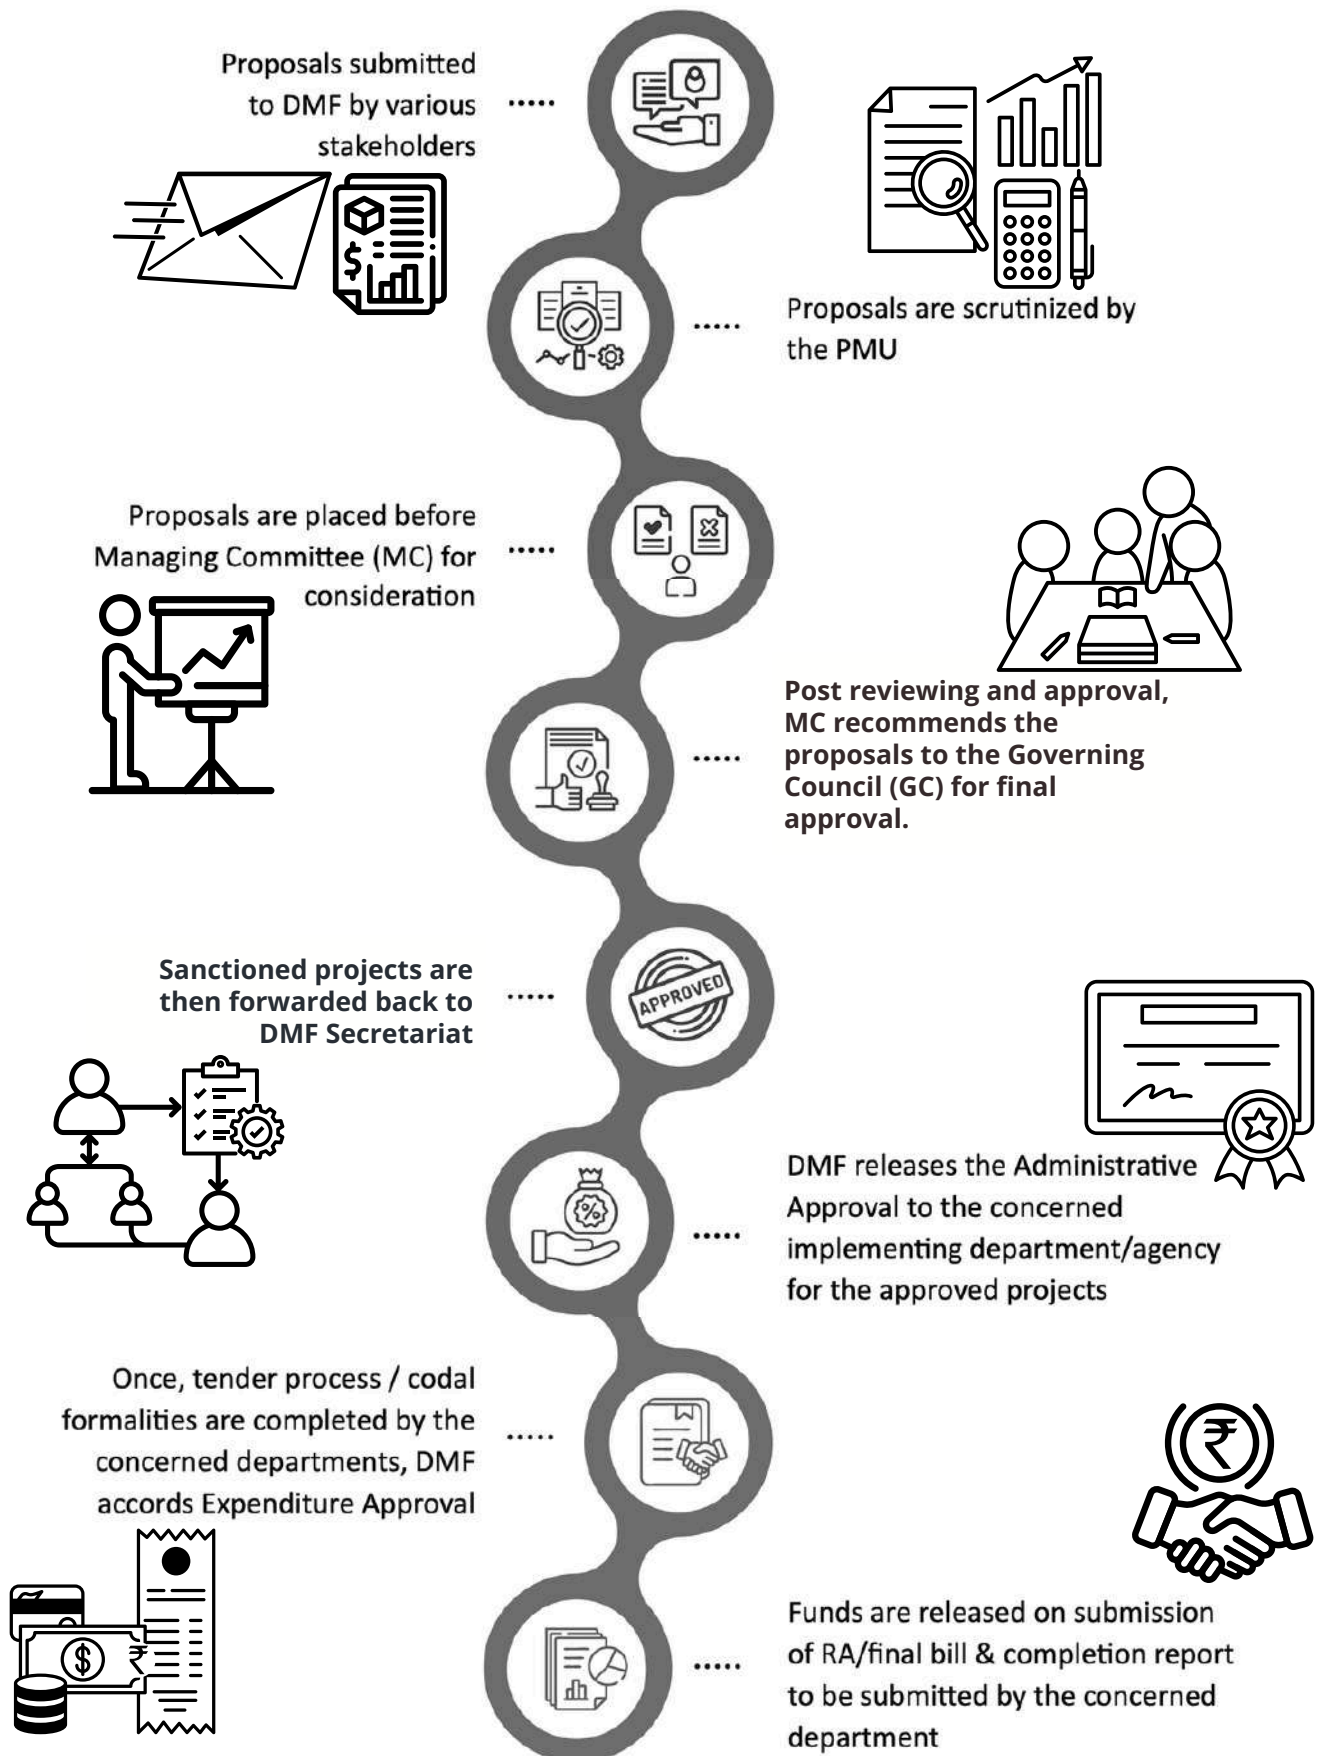 Proposals submitted
to DMF by various
stakeholders
$
Proposals are scrutinized by
the PMU
Proposals are placed before
Managing Committee (MC) for
consideration
Post reviewing and approval,
MC recommends the
proposals to the Governing
Council (GC) for final
approval.
Sanctioned projects are
then forwarded back to
DMF Secretariat
APPROVED
%
DMF releases the Administrative
Approval to the concerned
implementing department/agency
for the approved projects
Once, tender process / codal
formalities are completed by the
concerned departments, DMF
accords Expenditure Approval
₹
$ ₹
Funds are released on submission
of RA/final bill & completion report
to be submitted by the concerned
department